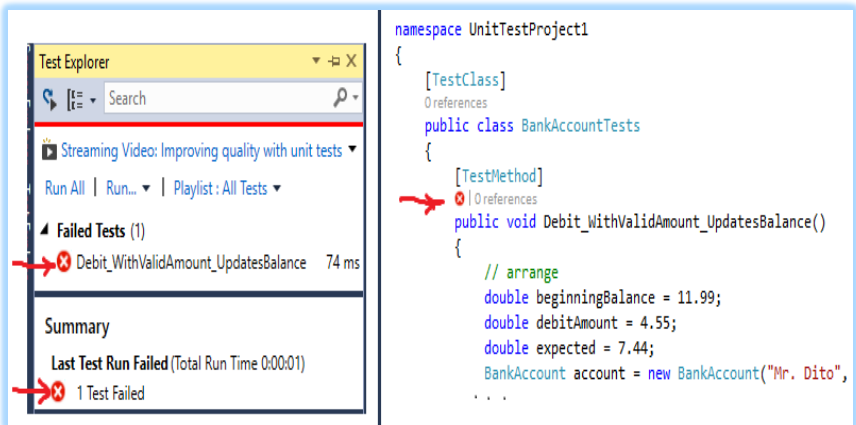 Test Explorer
Search
Streaming Video: Improving quality with unit tests
Run All | Run... | Playlist : All Tests
Failed Tests (1)
Debit_WithValidAmount_UpdatesBalance 74 ms
Summary
Last Test Run Failed (Total Run Time 0:00:01)
1 Test Failed
namespace UnitTestProject1
{
[TestClass]
0 references
public class BankAccountTests
{
[TestMethod]
| 0 references
public void Debit_WithValidAmount_UpdatesBalance()
{
// arrange
double beginningBalance = 11.99;
double debitAmount = 4.55;
double expected = 7.44;
BankAccount account = new BankAccount("Mr. Dito",
. . .